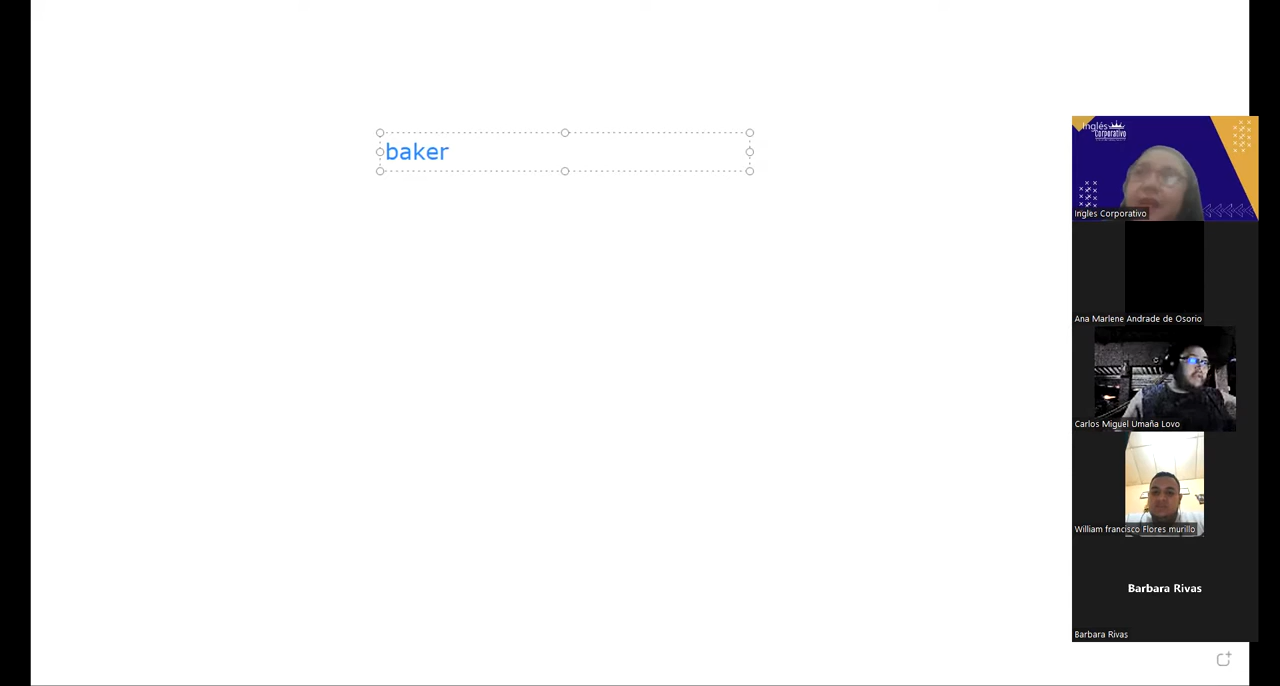 baker
Inglés
Corporativo
Ingles Corporativo
Ana Marlene Andrade de Osorio
Carlos Miguel Umaña Lovo
William francisco Flores murillo
Barbara Rivas
Barbara Rivas